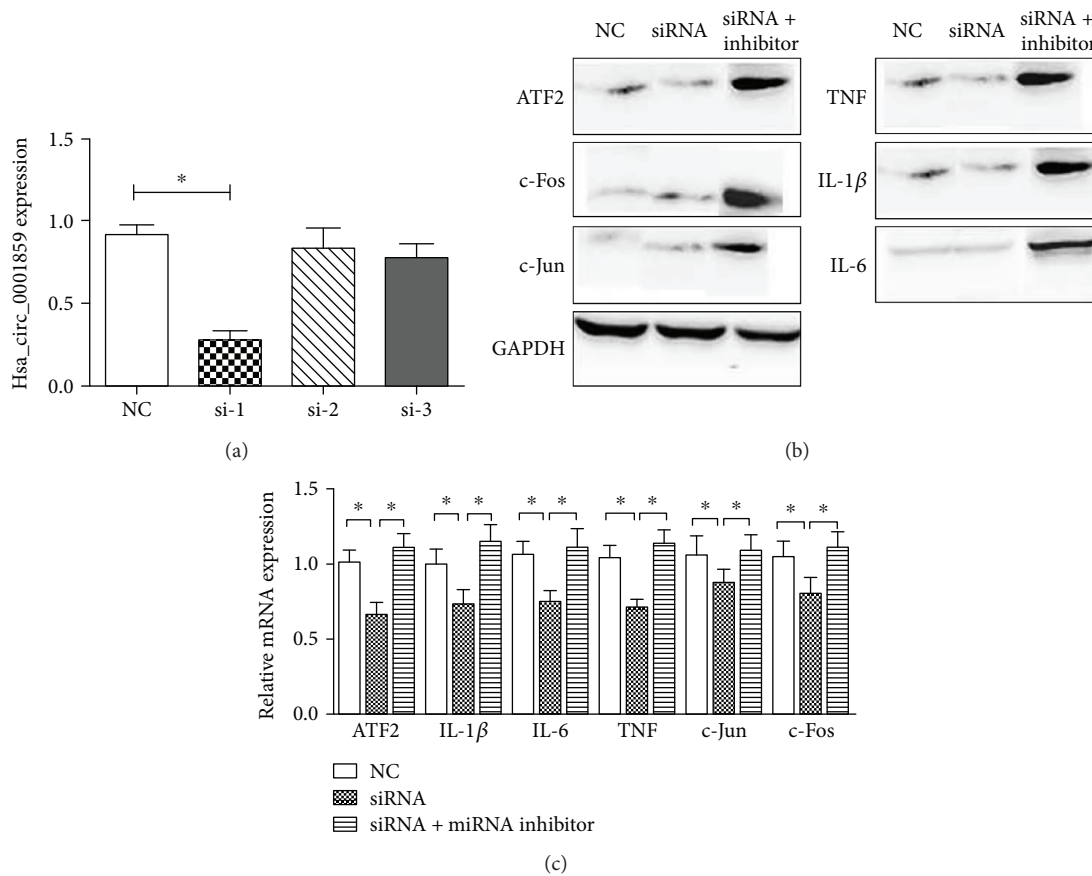 Hsa_circ_0001859 expression
1.5
1.0
0.5
0.0
*
NC si-1 si-2 si-3
(a)
NC siRNA siRNA +
inhibitor
ATF2
c-Fos
c-Jun
GAPDH
NC siRNA siRNA +
inhibitor
TNF
IL-1β
IL-6
(b)
Relative mRNA expression
1.5
1.0
0.5
0.0
* * * * * * * * * * * *
ATF2 IL-1β IL-6 TNF c-Jun c-Fos
NC
siRNA
siRNA + miRNA inhibitor
(c)